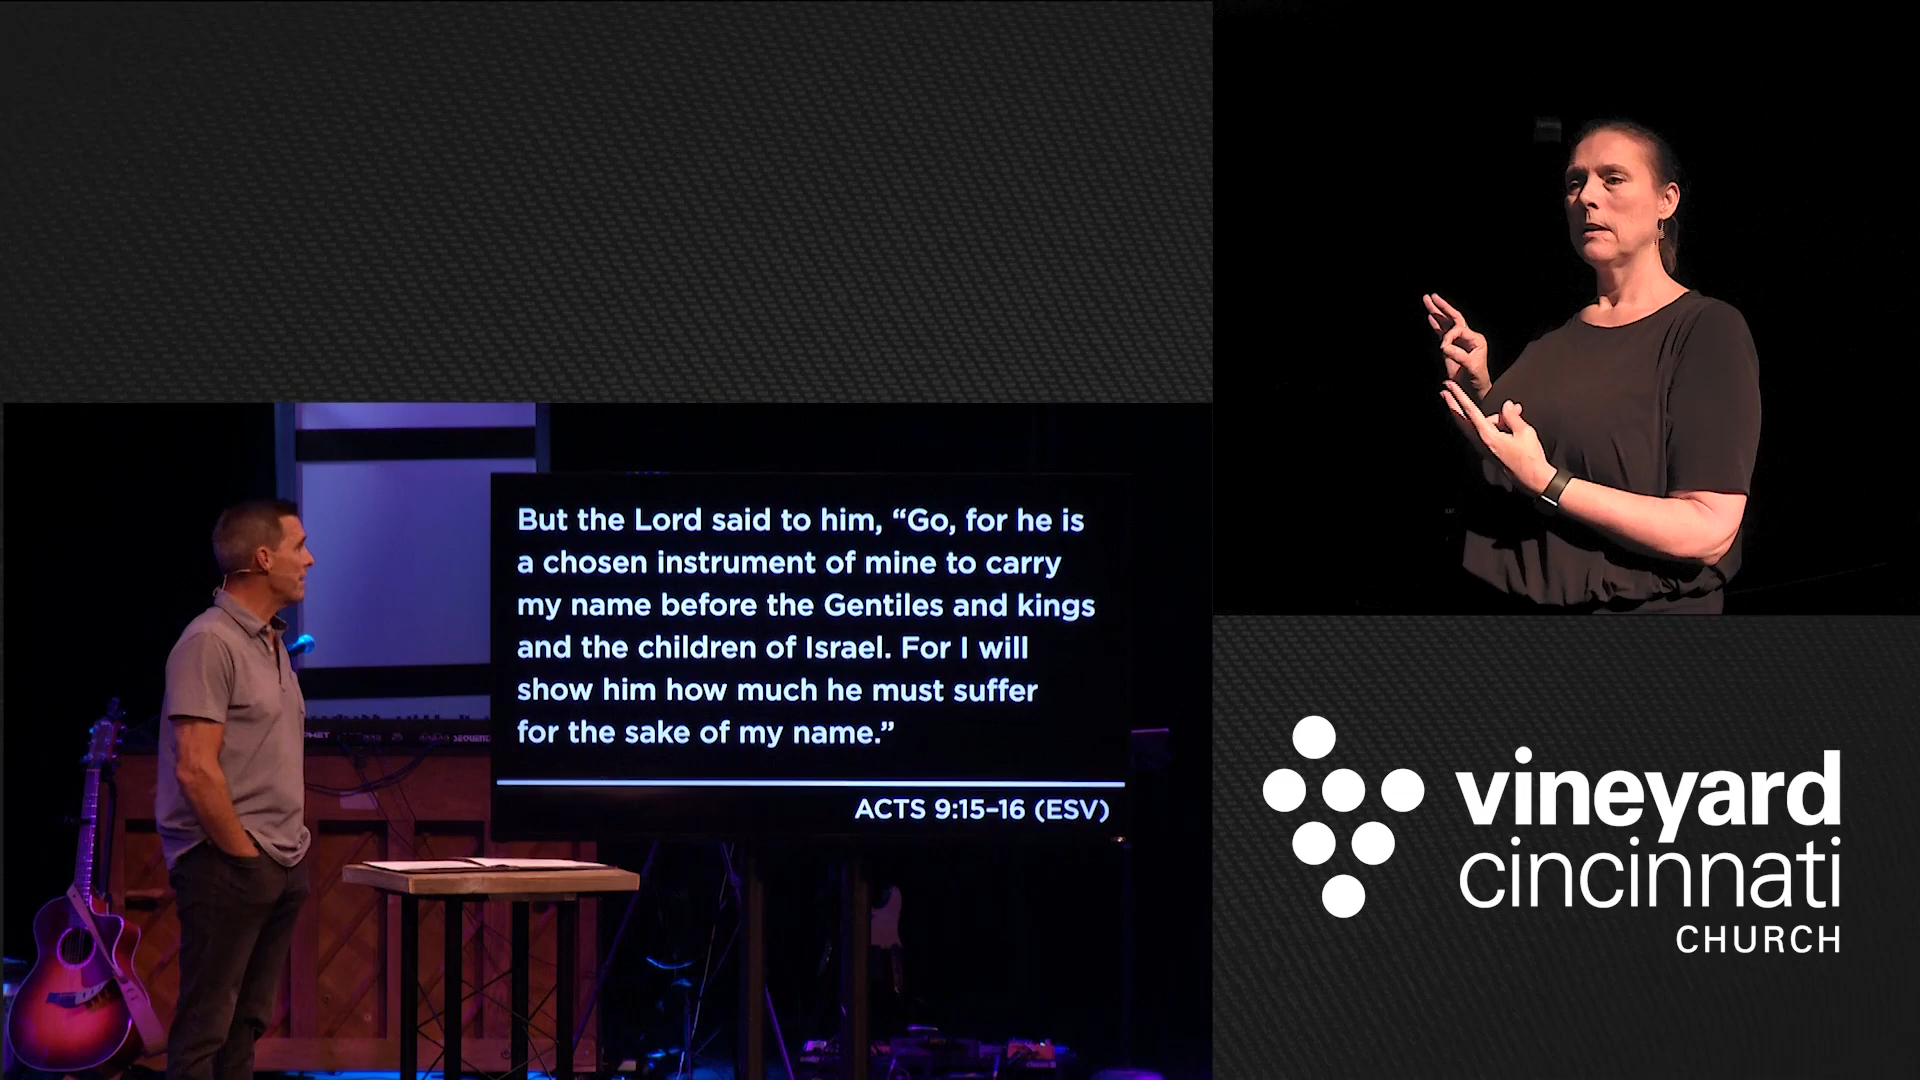 But the Lord said to him, “Go, for he is
a chosen instrument of mine to carry
my name before the Gentiles and kings
and the children of Israel. For I will
show him how much he must suffer
for the sake of my name.”
ACTS 9:15–16 (ESV)
vineyard
cincinnati
CHURCH